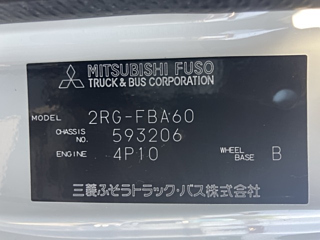 MITSUBISHI FUSO
TRUCK & BUS CORPORATION
MODEL 2RG-FBA60
CHASSIS NO. 593206
ENGINE 4P10 WHEEL BASE B
三菱ふそうトラック・バス株式会社